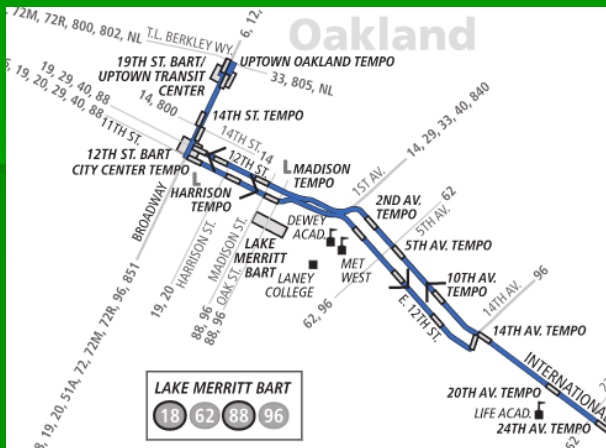 Oakland
72M, 72R, 800, 802, NL
T.L. BERKLEY WY.
6, 12,
19TH ST. BART/
UPTOWN TRANSIT
CENTER
UPTOWN OAKLAND TEMPO
33, 805, NL
19, 29, 40, 88
19, 20, 29, 40, 88
11TH ST.
14, 800
14TH ST. TEMPO
14TH ST.
14
12TH ST.
12TH ST. BART
CITY CENTER TEMPO
L
HARRISON
TEMPO
L
MADISON
TEMPO
14, 29, 33, 40, 840
1ST AV.
2ND AV.
TEMPO
62
5TH AV.
5TH AV. TEMPO
10TH AV.
TEMPO
96
14TH AV.
14TH AV. TEMPO
BROADWAY
HARRISON ST.
19, 20
MADISON ST.
88, 96
OAK ST.
88, 96
LAKE
MERRITT
BART
DEWEY
ACAD.
MET
WEST
LANEY
COLLEGE
62, 96
E. 12TH ST.
INTERNATIONAL
20TH AV. TEMPO
LIFE ACAD.
24TH AV. TEMPO
62
19, 20, 51A, 72, 72M, 72R, 96, 851
LAKE MERRITT BART
18 62 88 96